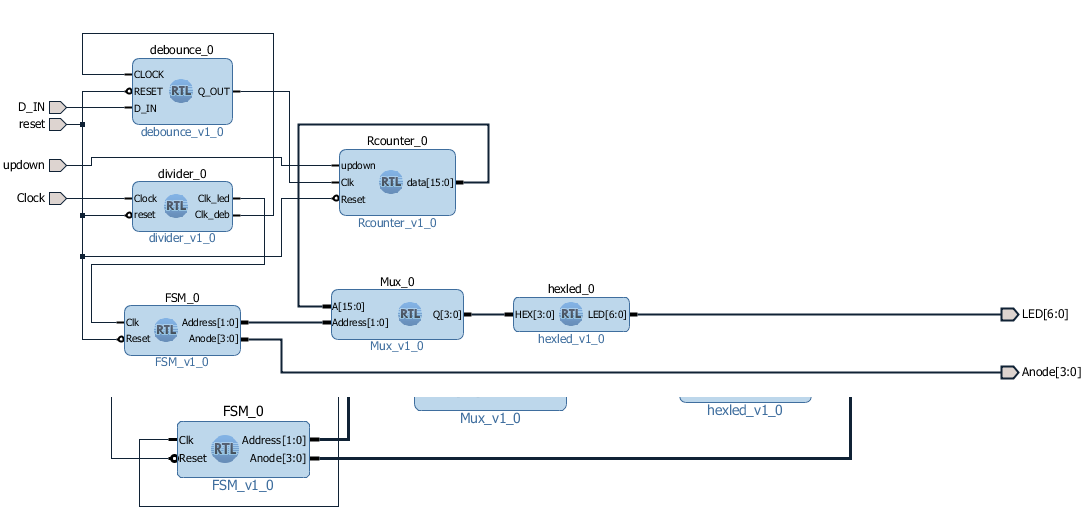 debounce_0
CLOCK
RESET
RTL
Q_OUT
D_IN
debounce_v1_0
D_IN
reset
updown
Clock
divider_0
Clock
RTL
Clk_led
reset
Clk_deb
divider_v1_0
Rcounter_0
updown
Clk
RTL
data[15:0]
Reset
Rcounter_v1_0
FSM_0
Clk
RTL
Address[1:0]
Reset
Anode[3:0]
FSM_v1_0
Mux_0
A[15:0]
RTL
Q[3:0]
Address[1:0]
Mux_v1_0
hexled_0
HEX[3:0]
RTL
LED[6:0]
hexled_v1_0
LED[6:0]
Anode[3:0]
Mux_v1_0
hexled_v1_0
FSM_0
Clk
RTL
Address[1:0]
Reset
Anode[3:0]
FSM_v1_0